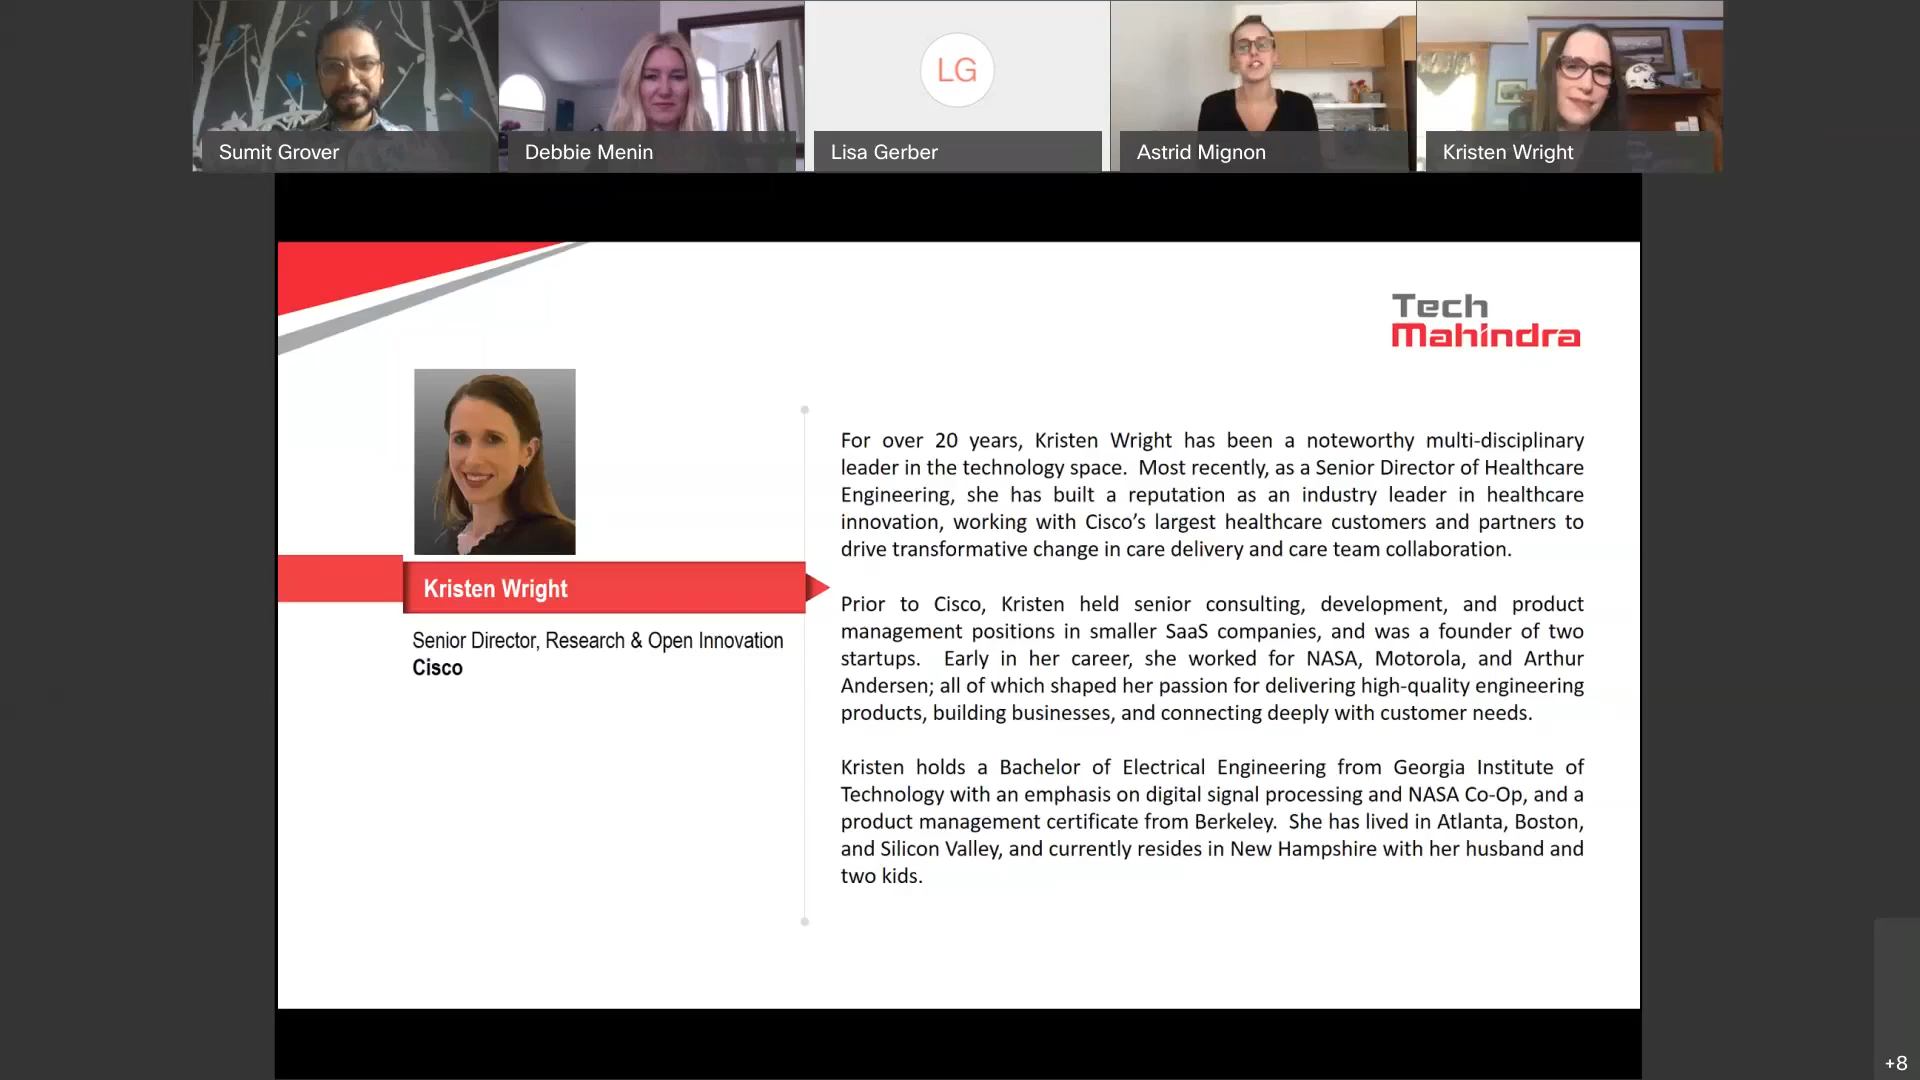 Sumit Grover
Debbie Menin
LG
Lisa Gerber
Astrid Mignon
Kristen Wright
Tech
Mahindra
Kristen Wright
Senior Director, Research & Open Innovation
Cisco
For over 20 years, Kristen Wright has been a noteworthy multi-disciplinary
leader in the technology space. Most recently, as a Senior Director of Healthcare
Engineering, she has built a reputation as an industry leader in healthcare
innovation, working with Cisco’s largest healthcare customers and partners to
drive transformative change in care delivery and care team collaboration.
Prior to Cisco, Kristen held senior consulting, development, and product
management positions in smaller SaaS companies, and was a founder of two
startups. Early in her career, she worked for NASA, Motorola, and Arthur
Andersen; all of which shaped her passion for delivering high-quality engineering
products, building businesses, and connecting deeply with customer needs.
Kristen holds a Bachelor of Electrical Engineering from Georgia Institute of
Technology with an emphasis on digital signal processing and NASA Co-Op, and a
product management certificate from Berkeley. She has lived in Atlanta, Boston,
and Silicon Valley, and currently resides in New Hampshire with her husband and
two kids.
+8